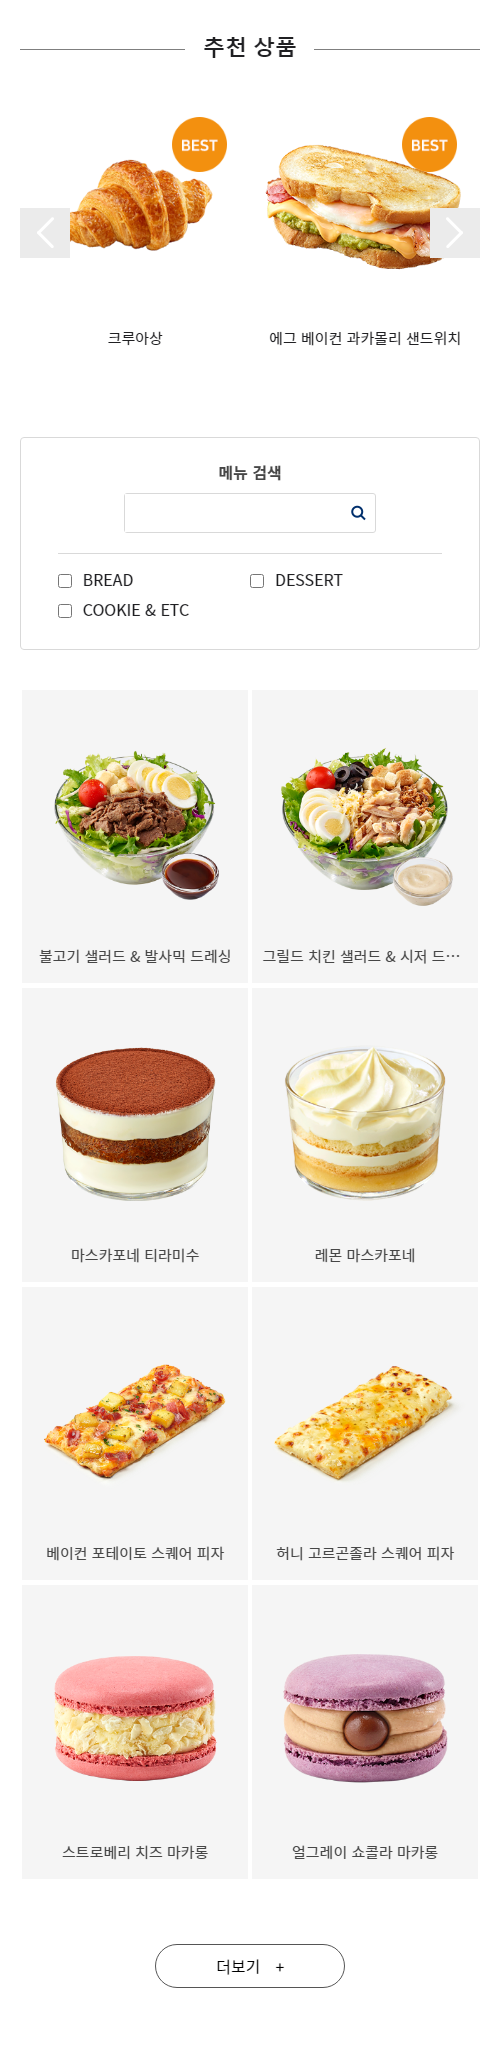 추천 상품
BEST
BEST
크루아상
에그 베이컨 과카몰리 샌드위치
메뉴 검색
BREAD
DESSERT
COOKIE & ETC
불고기 샐러드 & 발사믹 드레싱
그릴드 치킨 샐러드 & 시저 드…
마스카포네 티라미수
레몬 마스카포네
베이컨 포테이토 스퀘어 피자
허니 고르곤졸라 스퀘어 피자
스트로베리 치즈 마카롱
얼그레이 쇼콜라 마카롱
더보기 +